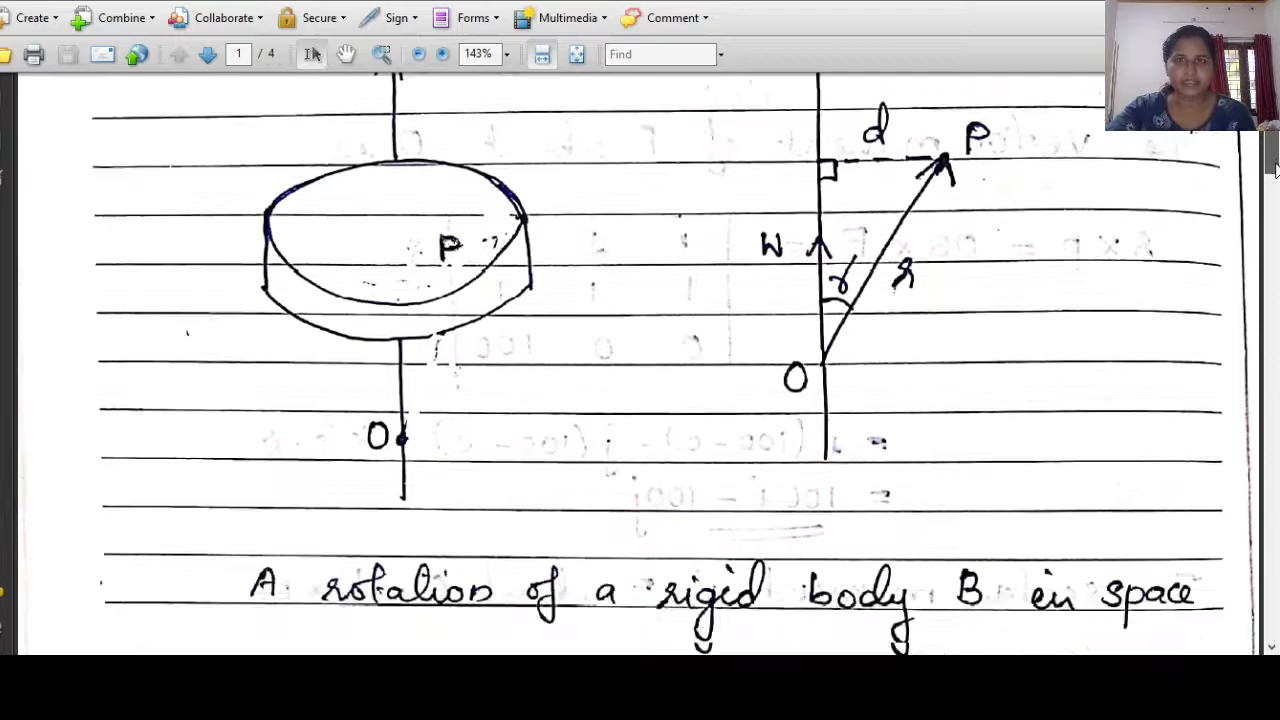 Create Combine Collaborate Secure Sign Forms Multimedia Comment
1 / 4 143% Find
d P
P W γ r
O
O
A rotation of a rigid body B in space